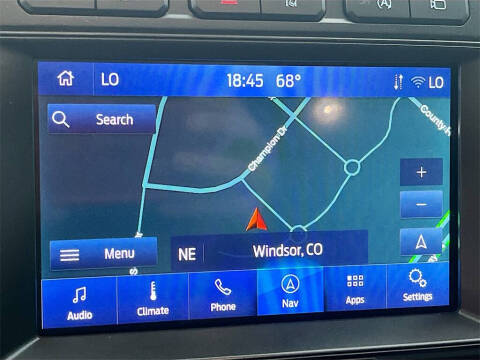 LO 18:45 68° LO
Search
Champion Dr
County
S
Menu
NE Windsor, CO
+
−
Audio Climate Phone Nav Apps Settings